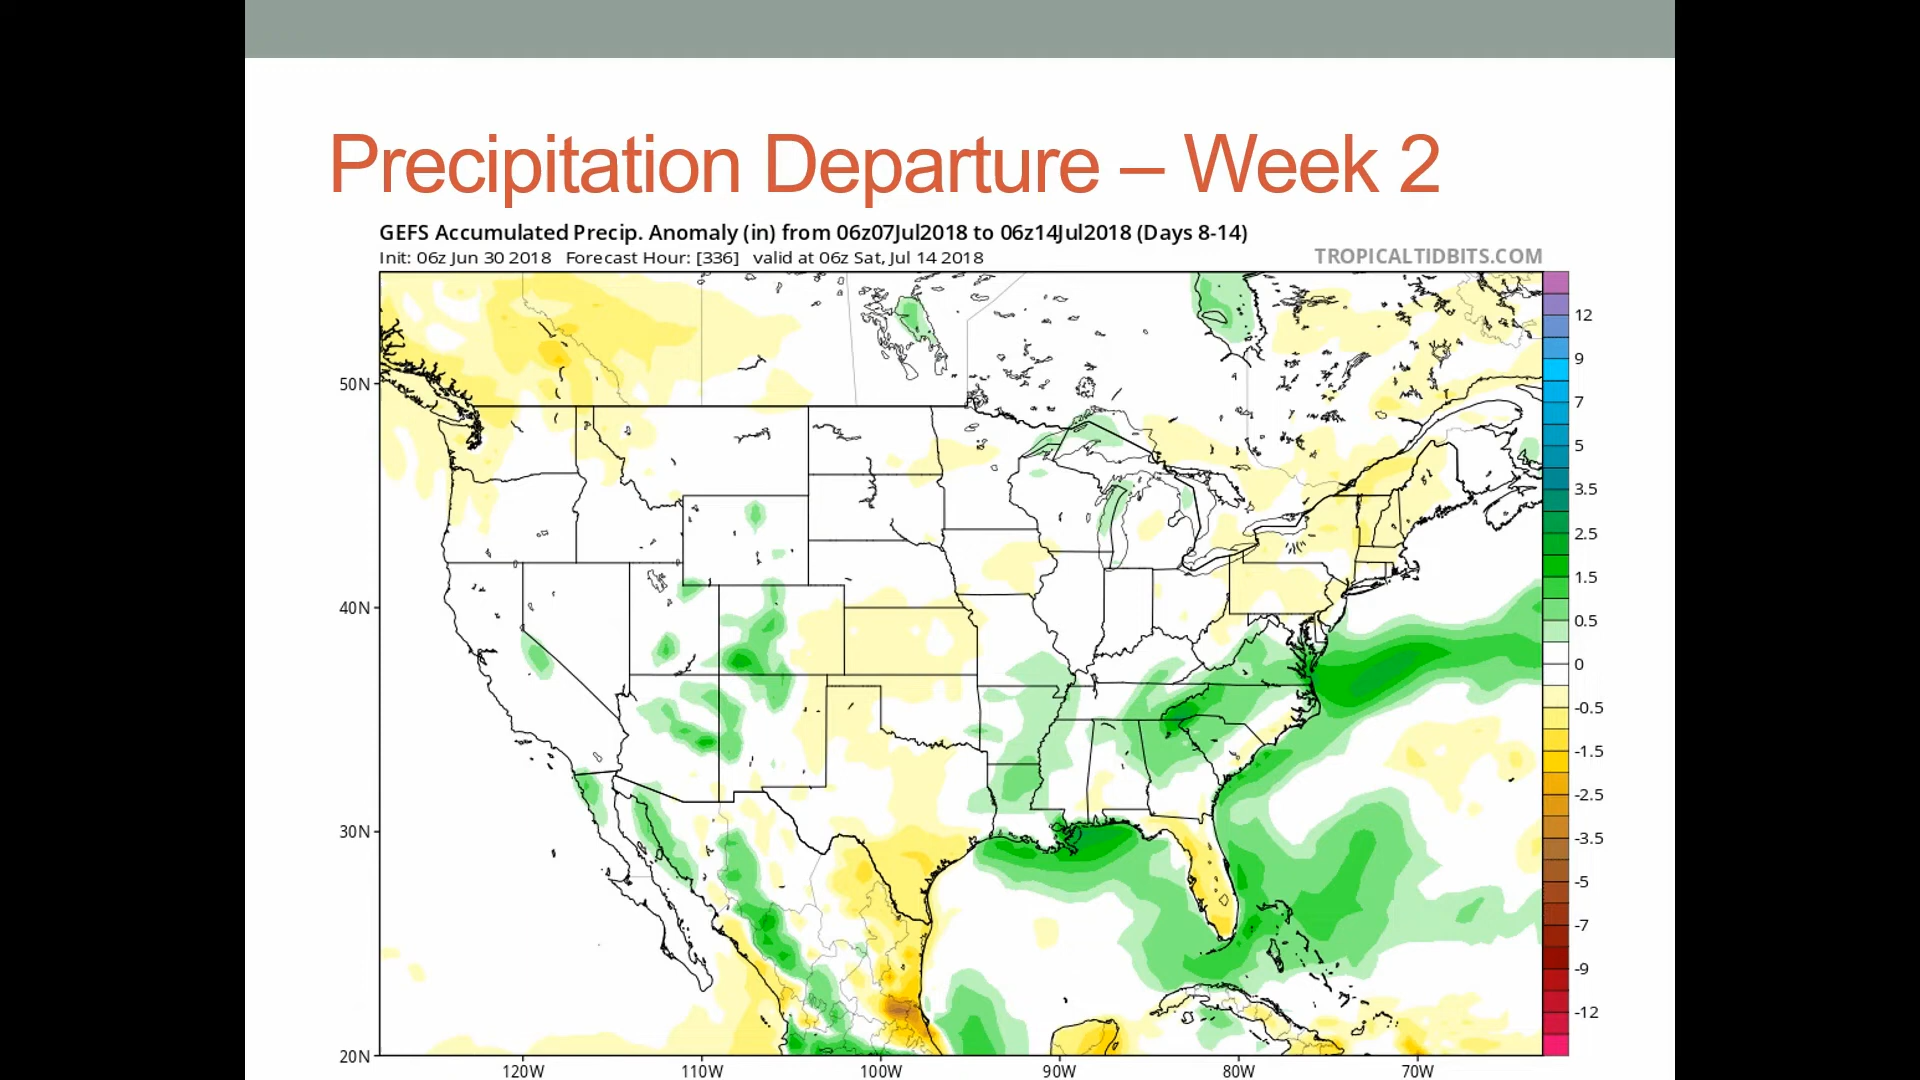 Precipitation Departure – Week 2
GEFS Accumulated Precip. Anomaly (in) from 06z07Jul2018 to 06z14Jul2018 (Days 8-14)
Init: 06z Jun 30 2018 Forecast Hour: [336] valid at 06z Sat, Jul 14 2018
TROPICALTIDBITS.COM
50N
40N
30N
20N
120W
110W
100W
90W
80W
70W
12
9
7
5
3.5
2.5
1.5
0.5
0
-0.5
-1.5
-2.5
-3.5
-5
-7
-9
-12